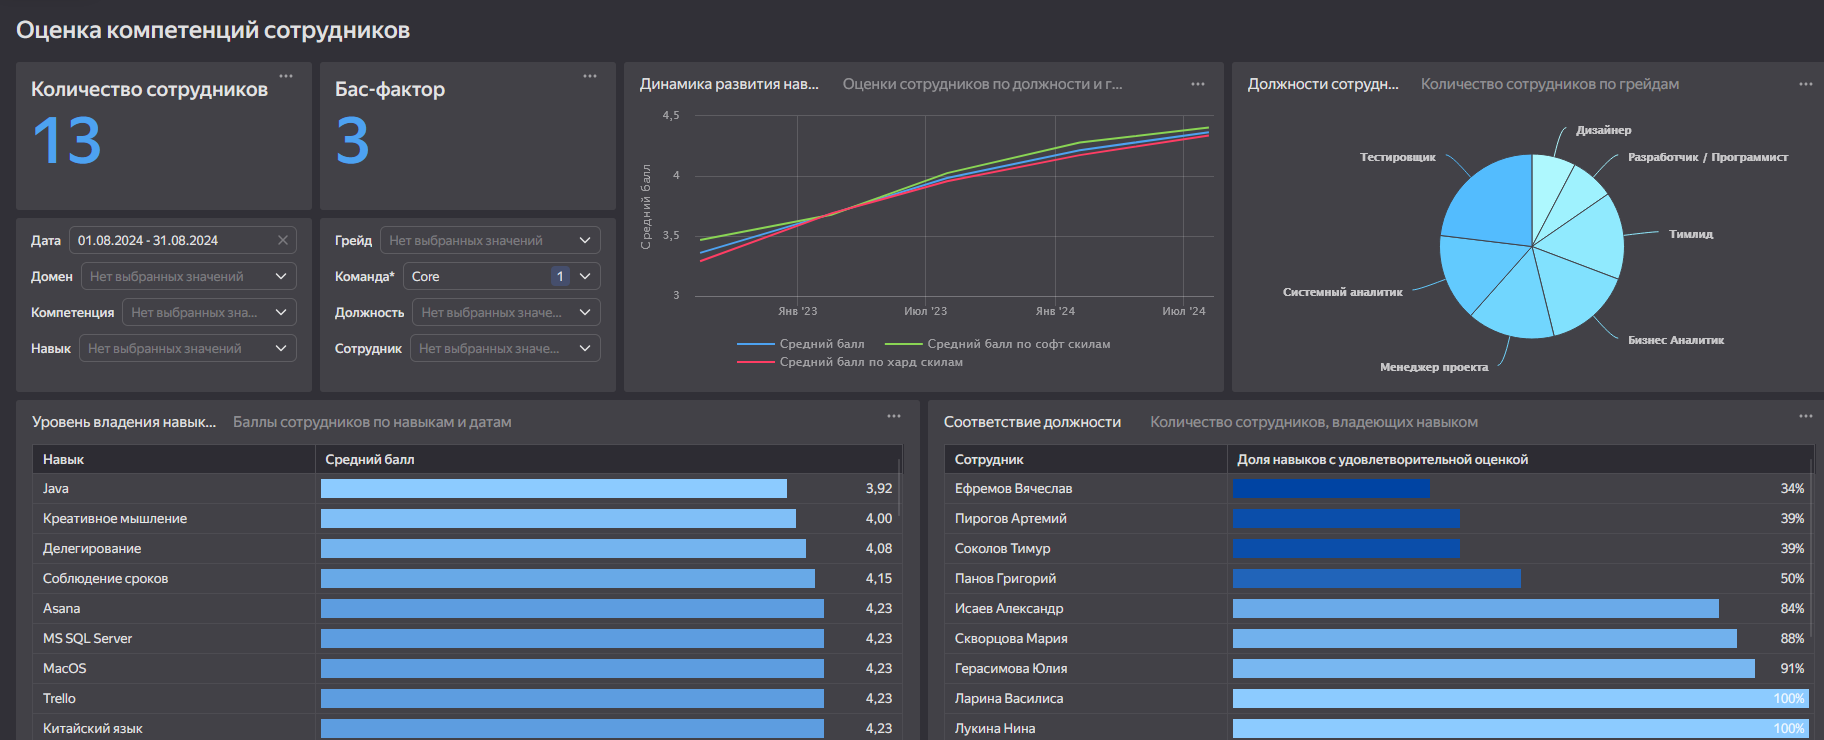 Оценка компетенций сотрудников
Количество сотрудников
13
Бас-фактор
3
Дата 01.08.2024 - 31.08.2024
Домен Нет выбранных значений
Компетенция Нет выбранных зна...
Навык Нет выбранных значений
Грейд Нет выбранных значений
Команда* Core 1
Должность Нет выбранных значе...
Сотрудник Нет выбранных значе...
Динамика развития нав... Оценки сотрудников по должности и г...
Средний балл
4,5
4
3,5
3
Янв '23 Июл '23 Янв '24 Июл '24
Средний балл Средний балл по софт скилам
Средний балл по хард скилам
Должности сотрудн... Количество сотрудников по грейдам
Дизайнер
Разработчик / Программист
Тимлид
Бизнес Аналитик
Менеджер проекта
Системный аналитик
Тестировщик
Уровень владения навык... Баллы сотрудников по навыкам и датам
Навык Средний балл
Java 3,92
Креативное мышление 4,00
Делегирование 4,08
Соблюдение сроков 4,15
Asana 4,23
MS SQL Server 4,23
MacOS 4,23
Trello 4,23
Китайский язык 4,23
Соответствие должности Количество сотрудников, владеющих навыком
Сотрудник Доля навыков с удовлетворительной оценкой
Ефремов Вячеслав 34%
Пирогов Артемий 39%
Соколов Тимур 39%
Панов Григорий 50%
Исаев Александр 84%
Скворцова Мария 88%
Герасимова Юлия 91%
Ларина Василиса 100%
Лукина Нина 100%